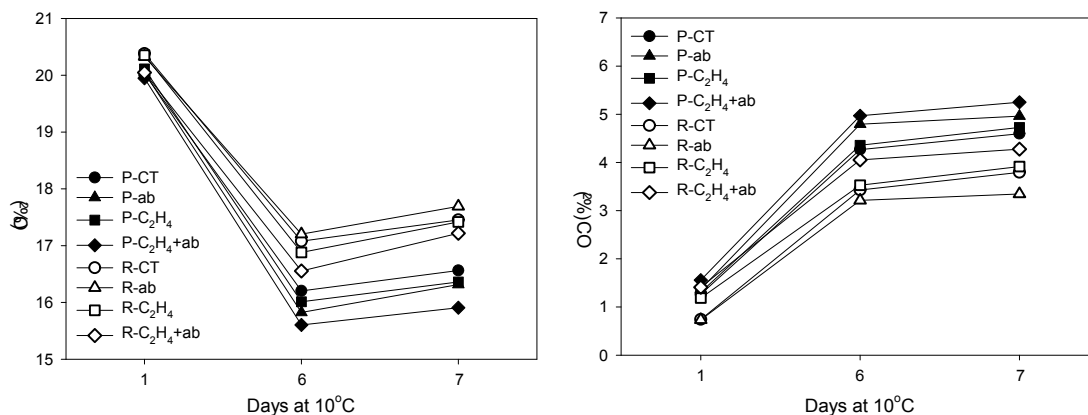 21
20
19
18
17
16
15
P-CT
P-ab
P-C₂H₄
P-C₂H₄+ab
R-CT
R-ab
R-C₂H₄
R-C₂H₄+ab
1
6
7
Days at 10°C
7
6
5
4
3
2
1
0
P-CT
P-ab
P-C₂H₄
P-C₂H₄+ab
R-CT
R-ab
R-C₂H₄
R-C₂H₄+ab
1
6
7
Days at 10°C